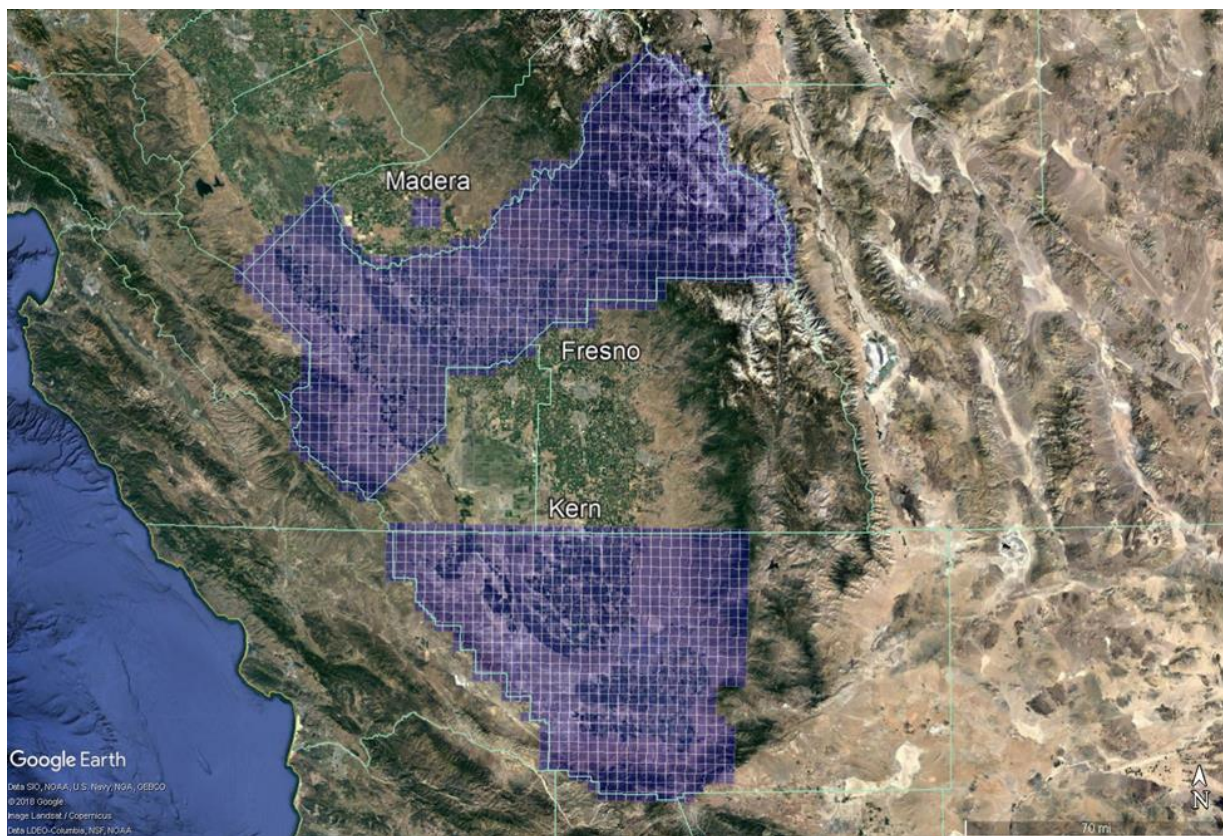 Madera
Fresno
Kern
Google Earth
Data SIO, NOAA, U.S. Navy, NGA, GEBCO
©2018 Google
Image Landsat / Copernicus
Data LDEO-Columbia, NSF, NOAA
N
70 mi